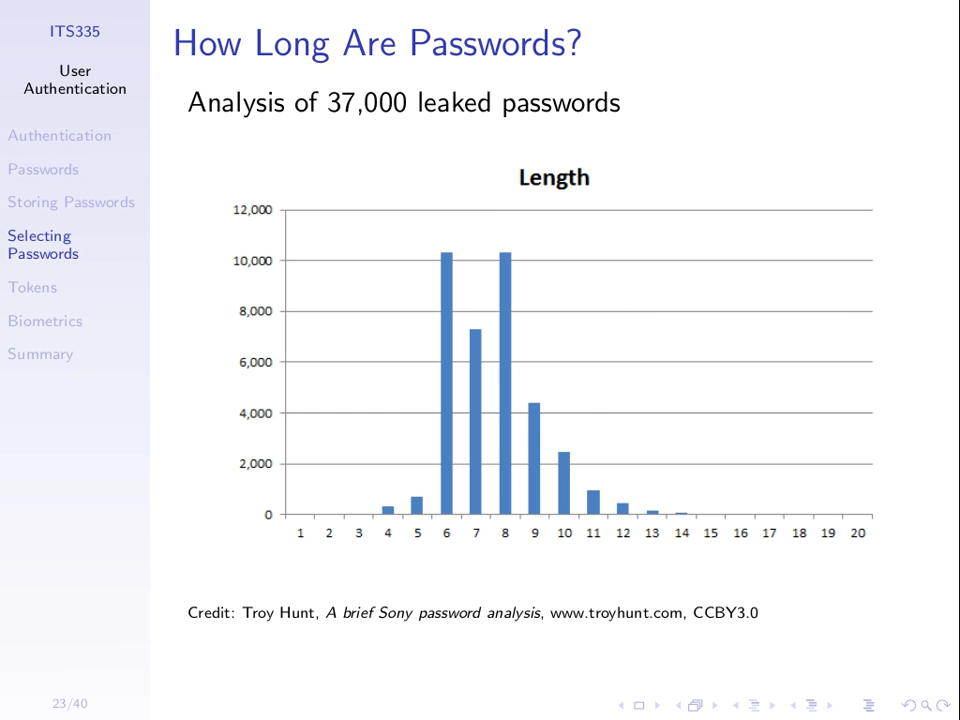 ITS335
User
Authentication
Authentication
Passwords
Storing Passwords
Selecting
Passwords
Tokens
Biometrics
Summary
23/40
How Long Are Passwords?
Analysis of 37,000 leaked passwords
Length
12,000
10,000
8,000
6,000
4,000
2,000
0
1 2 3 4 5 6 7 8 9 10 11 12 13 14 15 16 17 18 19 20
Credit: Troy Hunt, A brief Sony password analysis, www.troyhunt.com, CCBY3.0